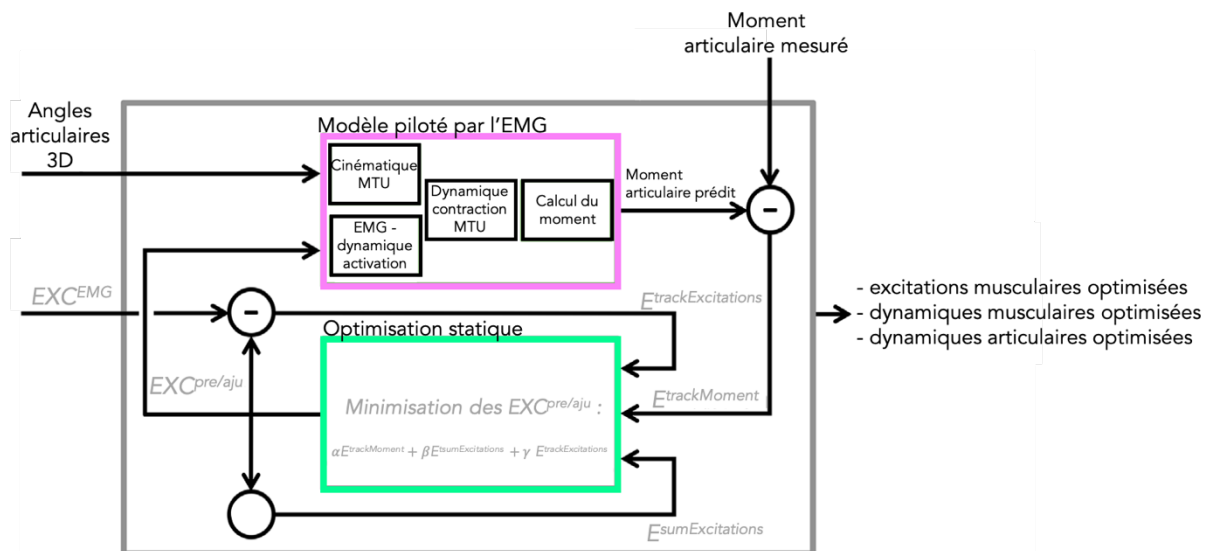 Moment
articulaire mesuré
Angles
articulaires
3D
Modèle piloté par l'EMG
Cinématique
MTU
Dynamique
contraction
MTU
Calcul du
moment
EMG -
dynamique
activation
Moment
articulaire prédit
-
EXC^EMG
-
E^trackExcitations
- excitations musculaires optimisées
- dynamiques musculaires optimisées
- dynamiques articulaires optimisées
Optimisation statique
EXC^pre/aju
Minimisation des EXC^pre/aju :
E^trackMoment
αE^trackMoment + βE^tsumExcitations + γ E^trackExcitations
E^sumExcitations